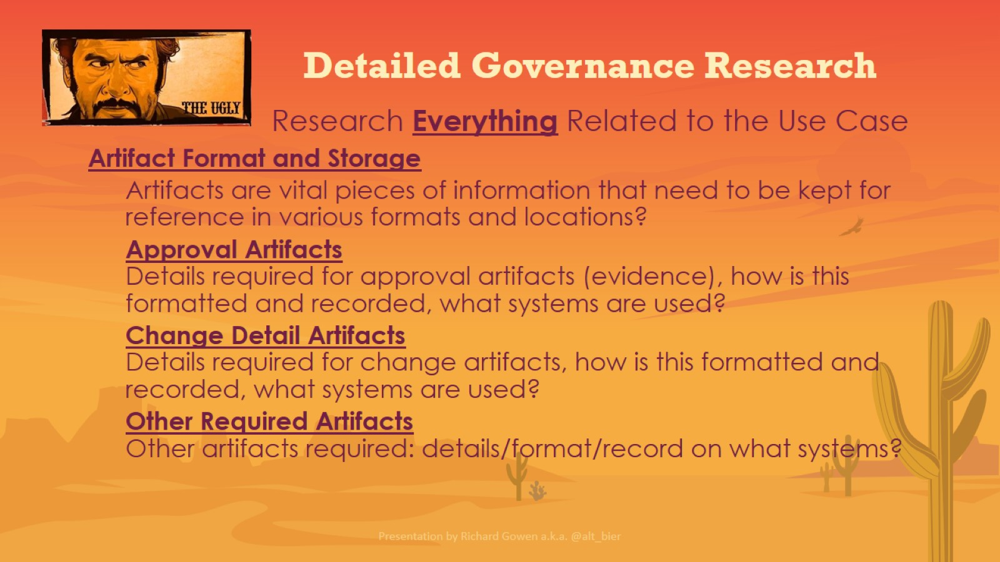 THE UGLY
Detailed Governance Research
Research Everything Related to the Use Case
Artifact Format and Storage
Artifacts are vital pieces of information that need to be kept for
reference in various formats and locations?
Approval Artifacts
Details required for approval artifacts (evidence), how is this
formatted and recorded, what systems are used?
Change Detail Artifacts
Details required for change artifacts, how is this formatted and
recorded, what systems are used?
Other Required Artifacts
Other artifacts required: details/format/record on what systems?
Presentation by Richard Gowen a.k.a. @alt_bier